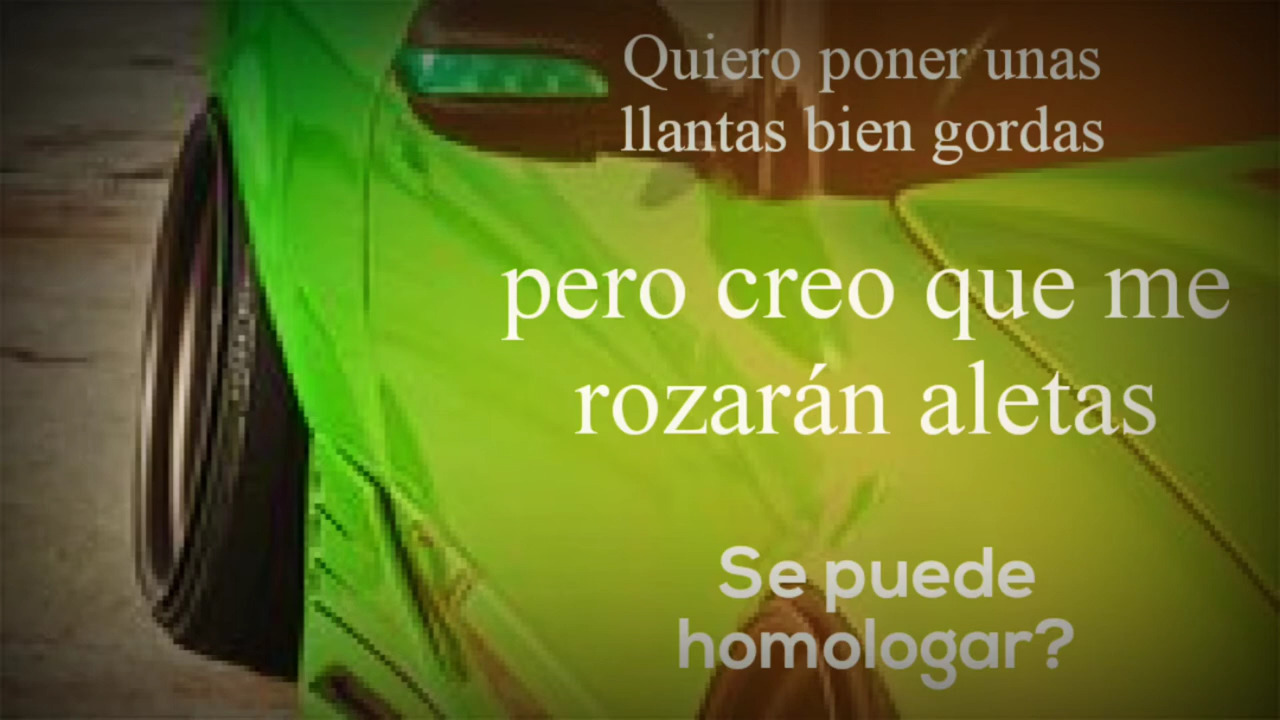 Quiero poner unas
llantas bien gordas
pero creo que me
rozarán aletas
Se puede
homologar?